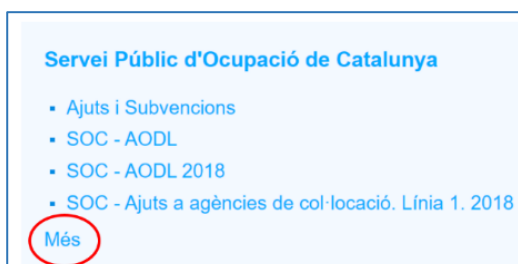 Servei Públic d'Ocupació de Catalunya
▪ Ajuts i Subvencions
▪ SOC - AODL
▪ SOC - AODL 2018
▪ SOC - Ajuts a agències de col·locació. Línia 1. 2018
Més